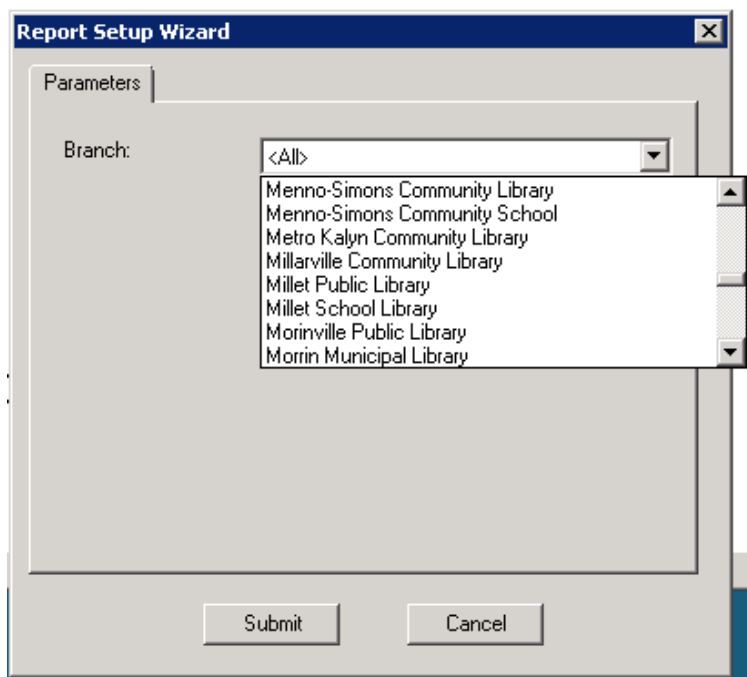 Report Setup Wizard
Parameters
Branch:
<All>
Menno-Simons Community Library
Menno-Simons Community School
Metro Kalyn Community Library
Millarville Community Library
Millet Public Library
Millet School Library
Morinville Public Library
Morrin Municipal Library
Submit
Cancel